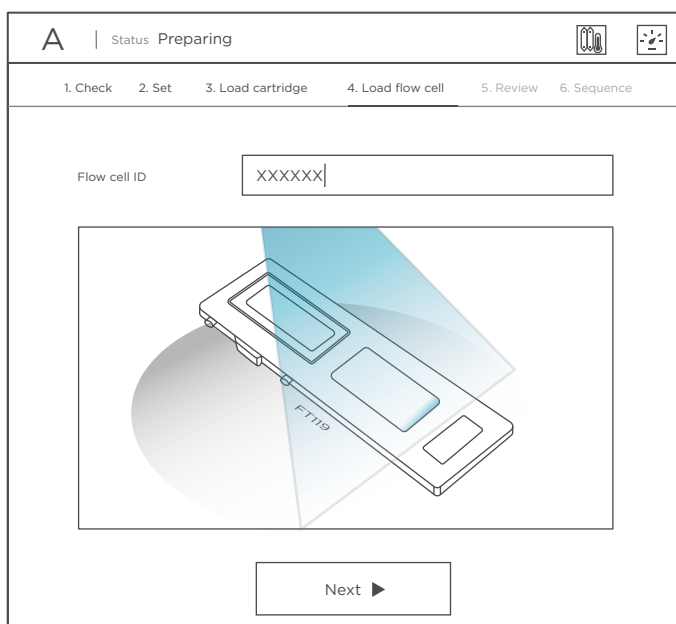 A | Status Preparing
1. Check 2. Set 3. Load cartridge 4. Load flow cell 5. Review 6. Sequence
Flow cell ID XXXXXX
FT119
Next